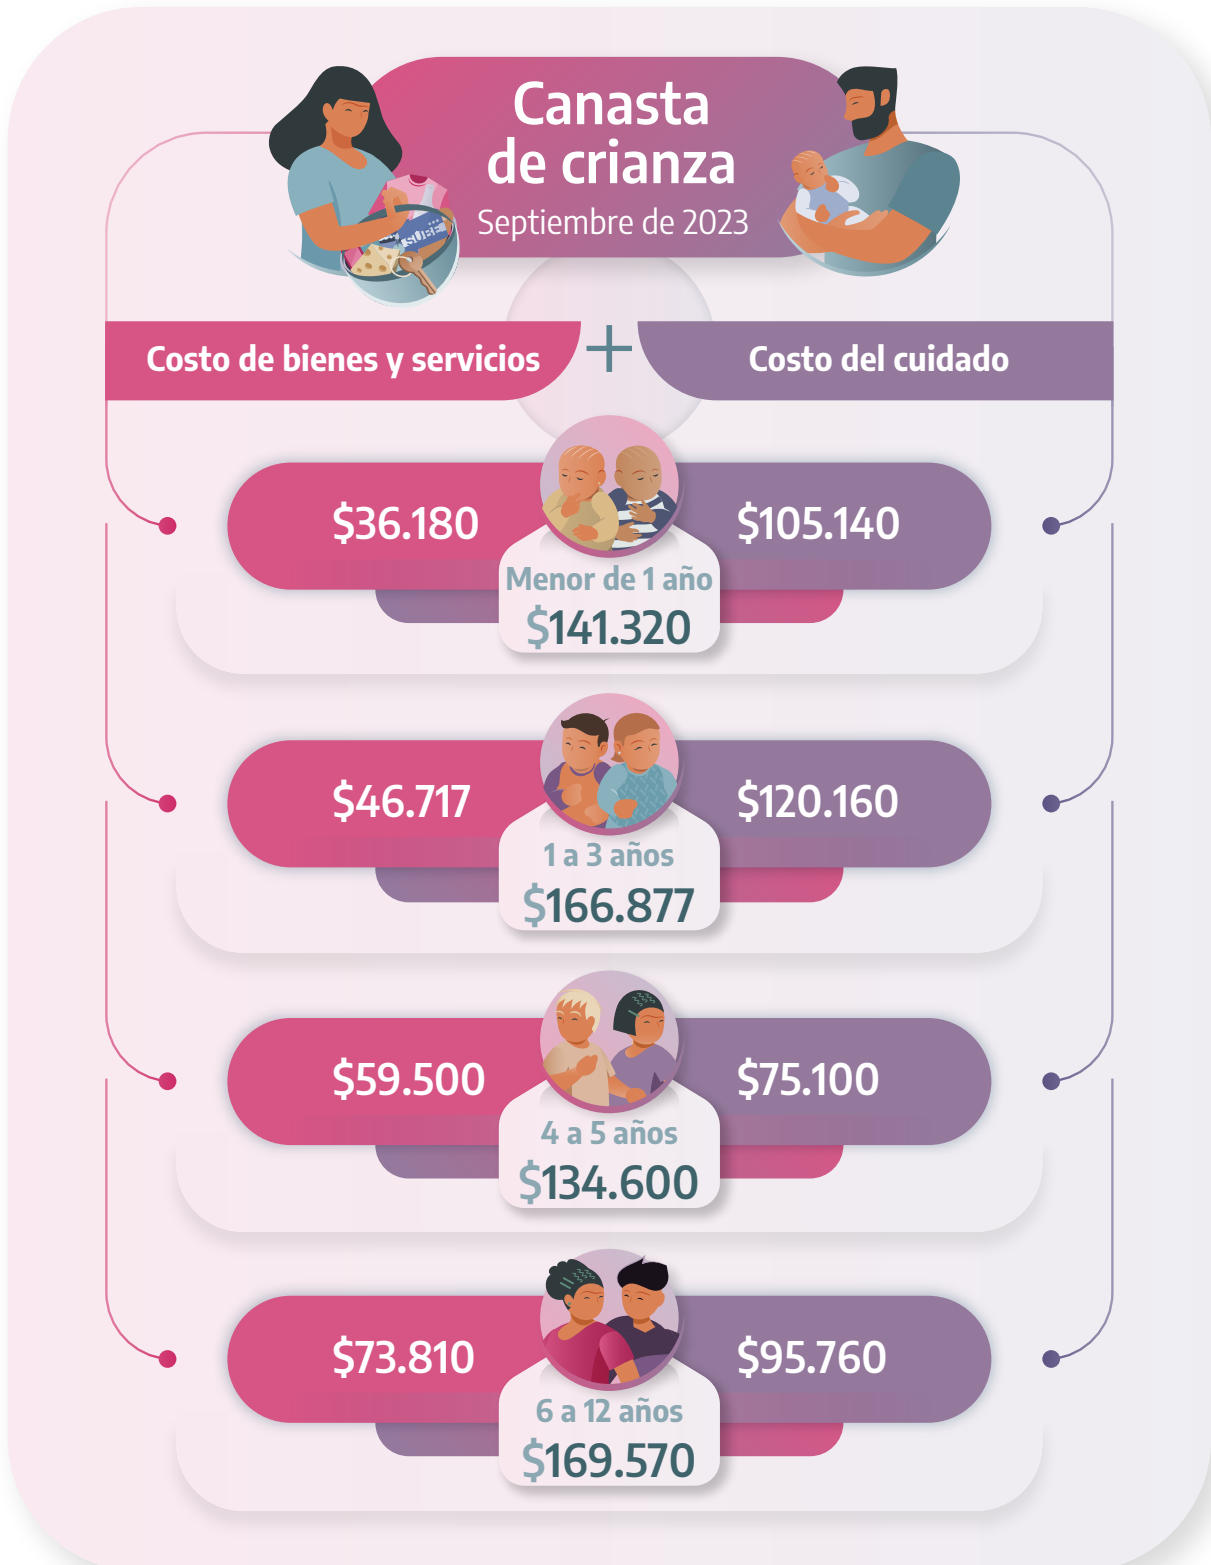 Canasta
de crianza
Septiembre de 2023
SUBE
Costo de bienes y servicios
+
Costo del cuidado
$36.180
$105.140
Menor de 1 año
$141.320
$46.717
$120.160
1 a 3 años
$166.877
$59.500
$75.100
4 a 5 años
$134.600
$73.810
$95.760
6 a 12 años
$169.570